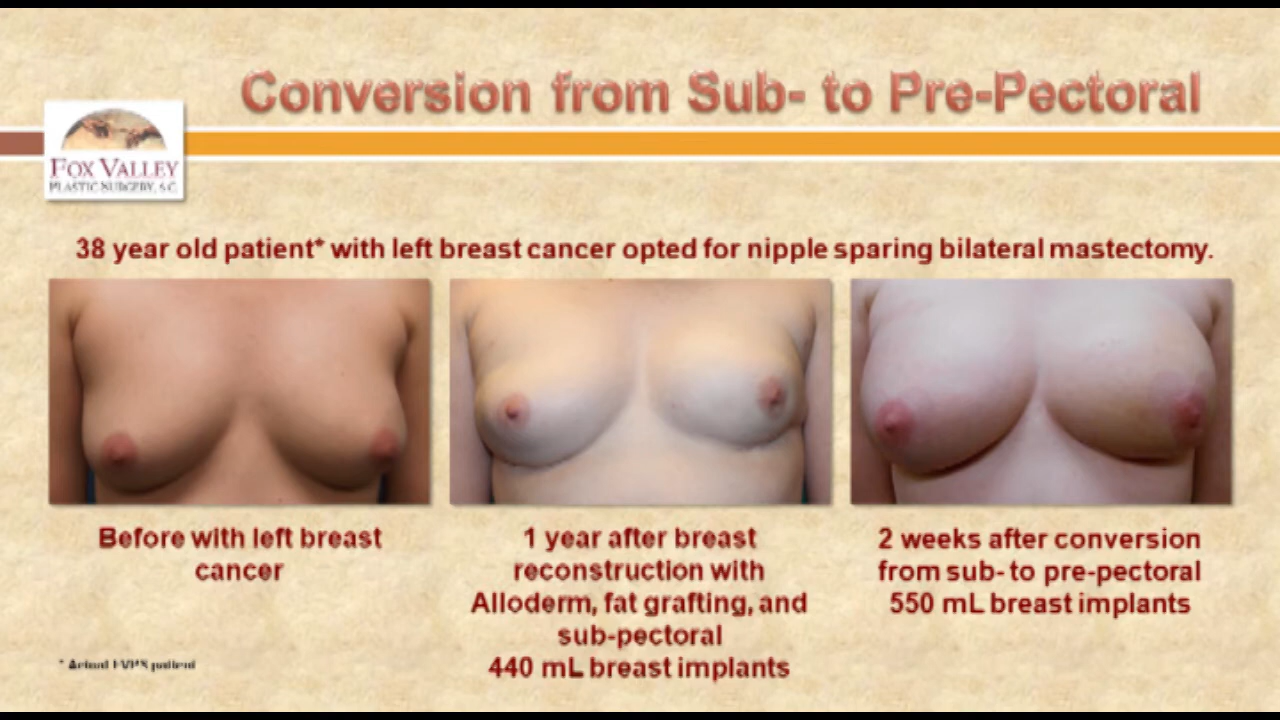 Conversion from Sub- to Pre-Pectoral
FOX VALLEY
PLASTIC SURGERY, S.C.
38 year old patient* with left breast cancer opted for nipple sparing bilateral mastectomy.
Before with left breast
cancer
1 year after breast
reconstruction with
Alloderm, fat grafting, and
sub-pectoral
440 mL breast implants
2 weeks after conversion
from sub- to pre-pectoral
550 mL breast implants
* Actual FVPS patient